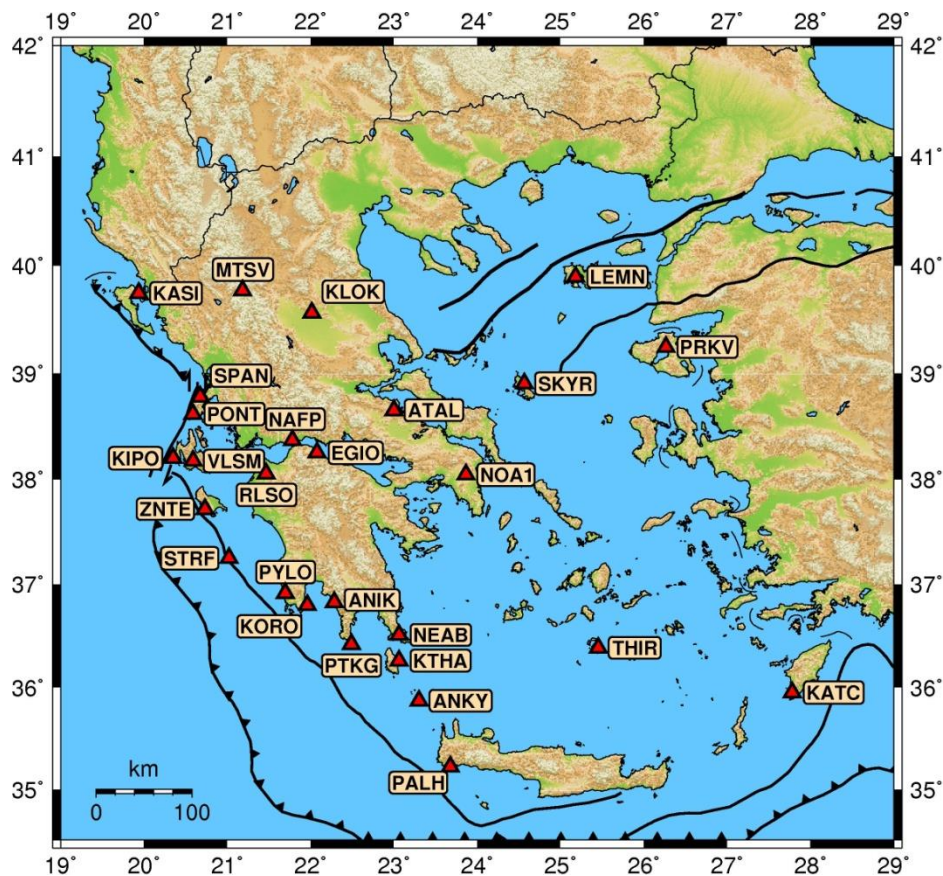 19° 20° 21° 22° 23° 24° 25° 26° 27° 28° 29°
42° 42°
41° 41°
40° 40°
MTSV
LEMN
KASI
KLOK
PRKV
39° 39°
SPAN
SKYR
PONT
ATAL
NAFP
EGIO
KIPO
VLSM
NOA1
38° 38°
RLSO
ZNTE
STRF
PYLO
37° 37°
ANIK
KORO
NEAB
THIR
PTKG
KTHA
36° 36°
KATC
ANKY
km
PALH
35° 35°
0 100
19° 20° 21° 22° 23° 24° 25° 26° 27° 28° 29°